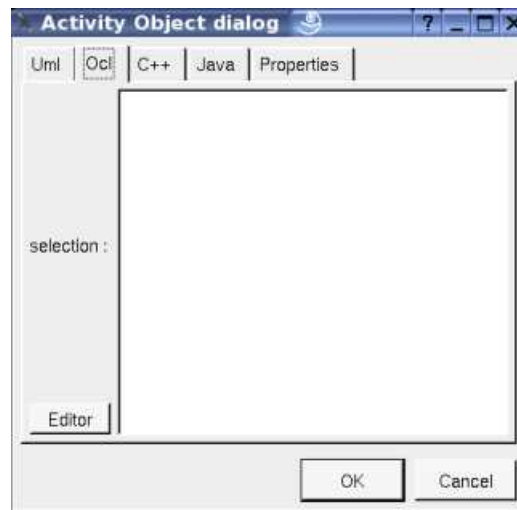 Activity Object dialog ? _
Uml Ocl C++ Java Properties
selection :
Editor
OK Cancel